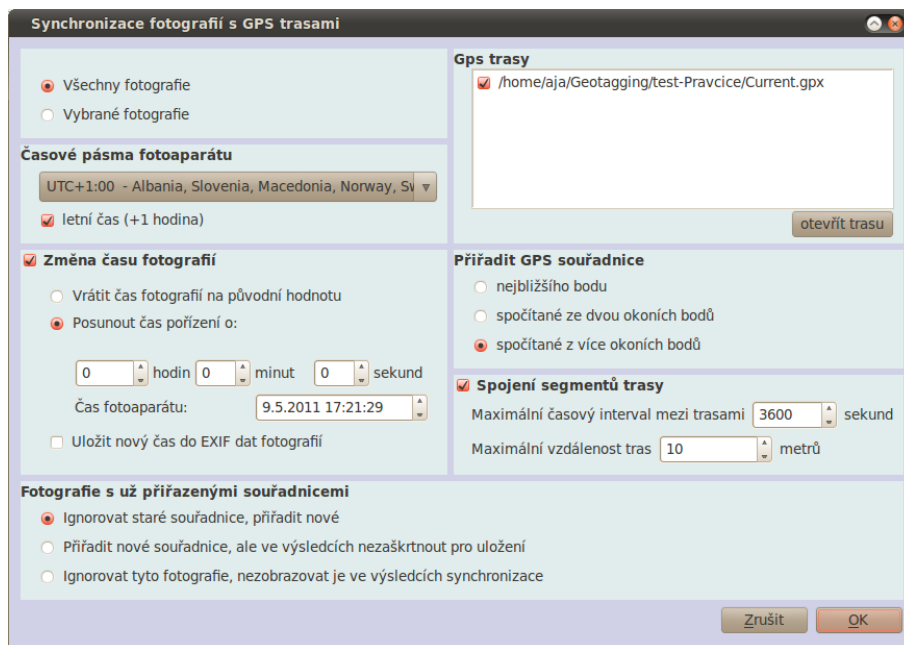 Synchronizace fotografií s GPS trasami
Všechny fotografie
Vybrané fotografie
Časové pásma fotoaparátu
UTC+1:00 - Albania, Slovenia, Macedonia, Norway, Sw
letní čas (+1 hodina)
Gps trasy
/home/aja/Geotagging/test-Pravcice/Current.gpx
otevřít trasu
Změna času fotografií
Vrátit čas fotografií na původní hodnotu
Posunout čas pořízení o:
0 hodin 0 minut 0 sekund
Čas fotoaparátu: 9.5.2011 17:21:29
Uložit nový čas do EXIF dat fotografií
Přiřadit GPS souřadnice
nejbližšího bodu
spočítané ze dvou okoních bodů
spočítané z více okoních bodů
Spojení segmentů trasy
Maximální časový interval mezi trasami 3600 sekund
Maximální vzdálenost tras 10 metrů
Fotografie s už přiřazenými souřadnicemi
Ignorovat staré souřadnice, přiřadit nové
Přiřadit nové souřadnice, ale ve výsledcích nezaškrtnout pro uložení
Ignorovat tyto fotografie, nezobrazovat je ve výsledcích synchronizace
Zrušit
OK